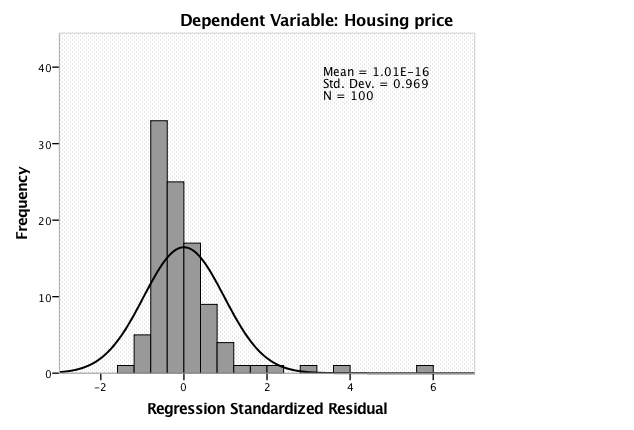 Dependent Variable: Housing price
Mean = 1.01E-16
Std. Dev. = 0.969
N = 100
Frequency
40
30
20
10
0
-2 0 2 4 6
Regression Standardized Residual